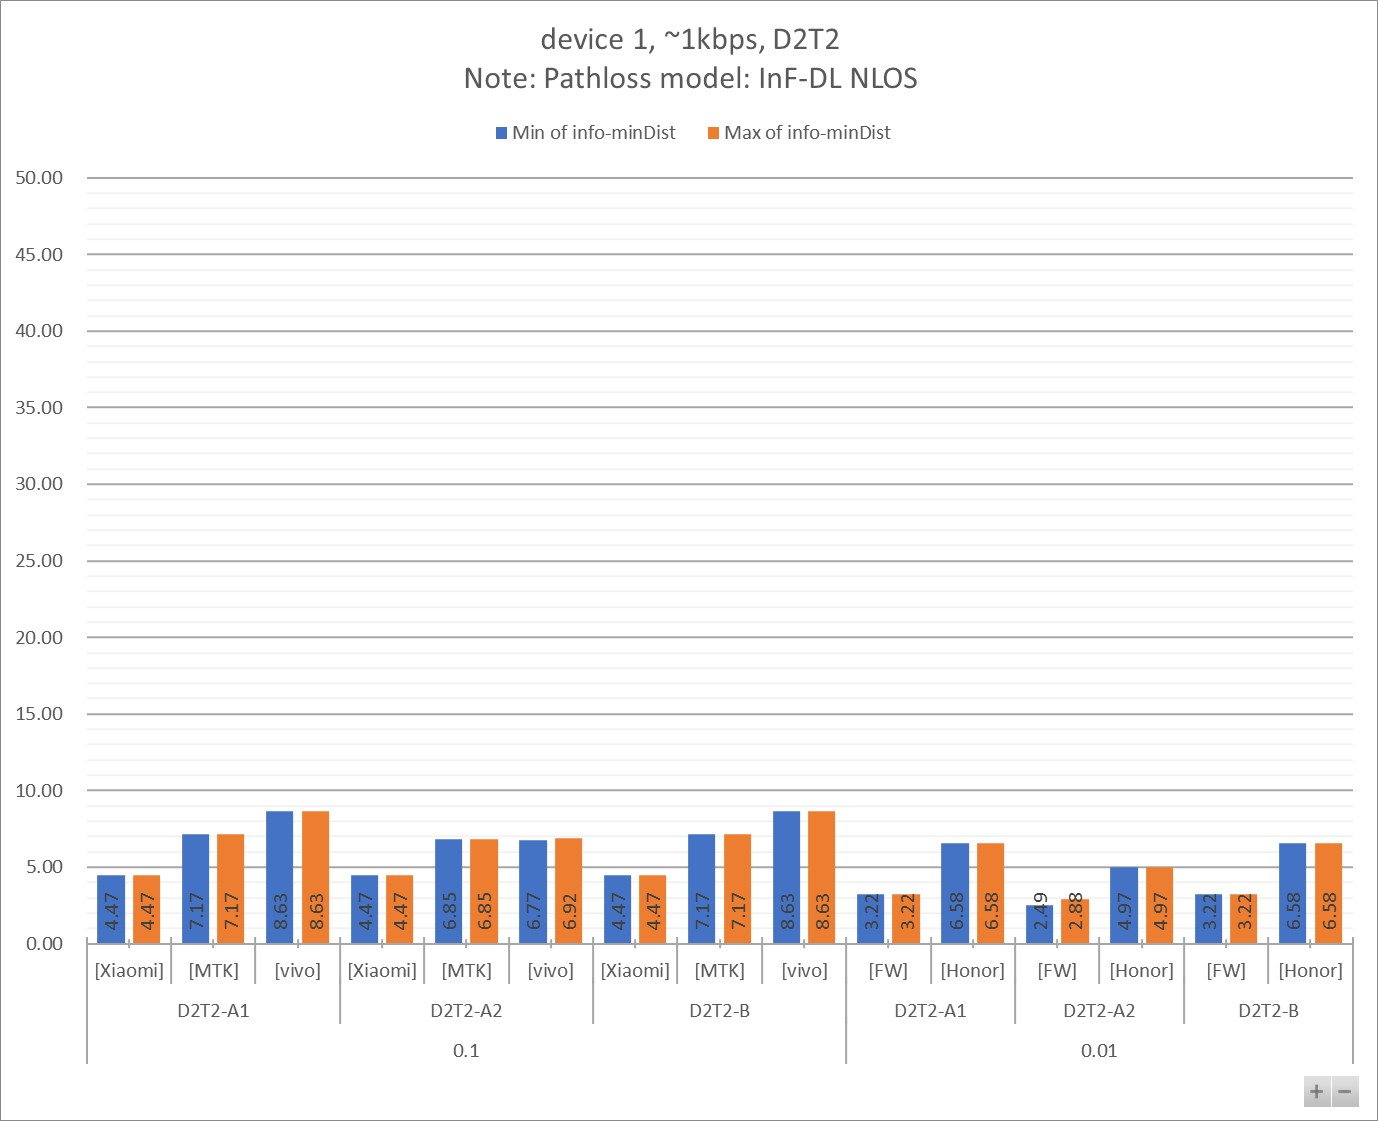 device 1, ~1kbps, D2T2
Note: Pathloss model: InF-DL NLOS
Min of info-minDist Max of info-minDist
50.00
45.00
40.00
35.00
30.00
25.00
20.00
15.00
10.00
5.00
0.00
4.47 4.47 7.17 7.17 8.63 8.63 4.47 4.47 6.85 6.85 6.77 6.92 4.47 4.47 7.17 7.17 8.63 8.63 3.22 3.22 6.58 6.58 2.49 2.88 4.97 4.97 3.22 3.22 6.58 6.58
[Xiaomi] [MTK] [vivo] [Xiaomi] [MTK] [vivo] [Xiaomi] [MTK] [vivo] [FW] [Honor] [FW] [Honor] [FW] [Honor]
D2T2-A1 D2T2-A2 D2T2-B D2T2-A1 D2T2-A2 D2T2-B
0.1 0.01
+ −